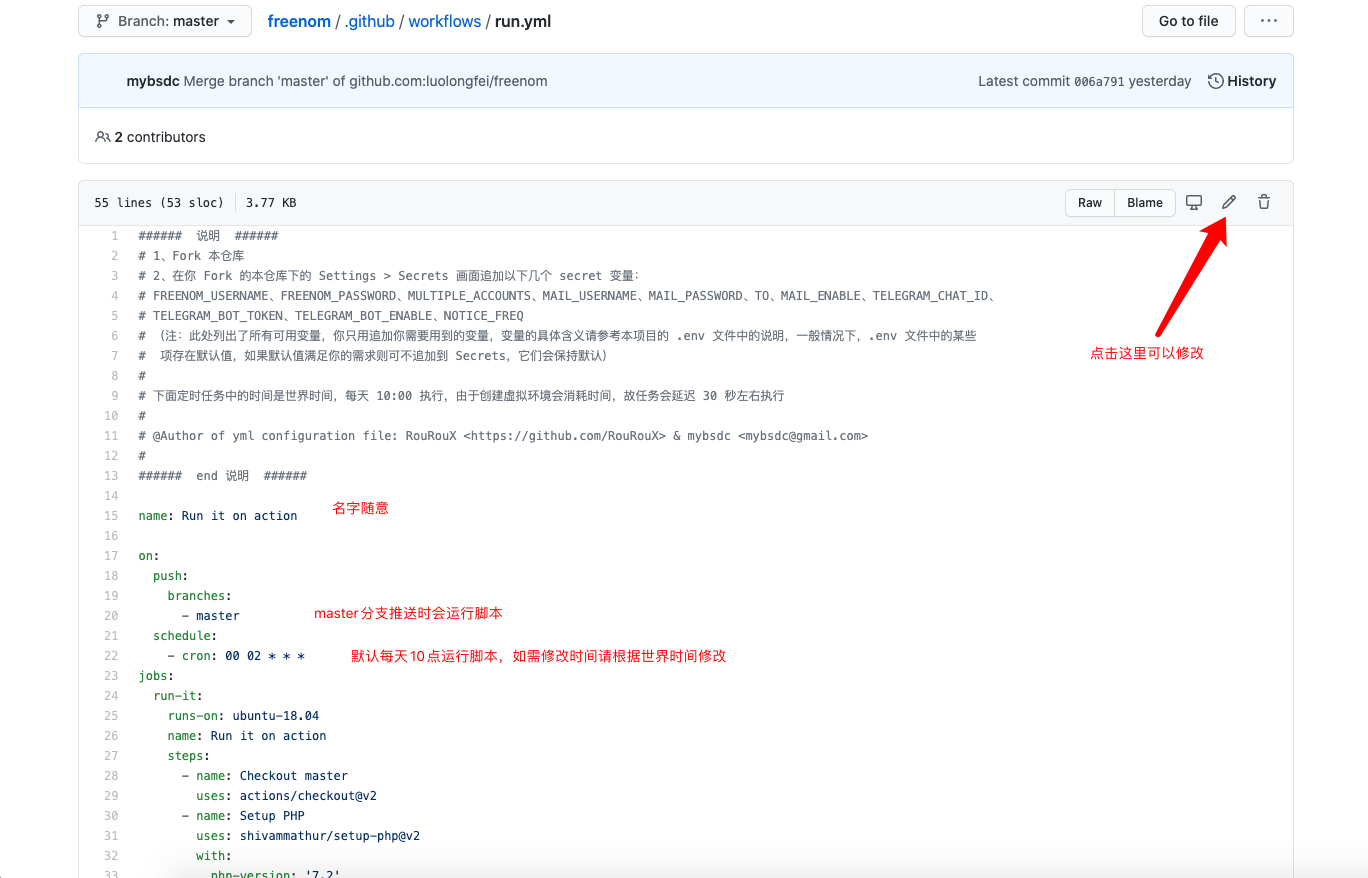 Branch: master
freenom / .github / workflows / run.yml
Go to file
...
mybsdc Merge branch 'master' of github.com:luolongfei/freenom
Latest commit 006a791 yesterday
History
2 contributors
55 lines (53 sloc) 3.77 KB
Raw
Blame
1 ###### 说明 ######
2 # 1、Fork 本仓库
3 # 2、在你 Fork 的本仓库下的 Settings > Secrets 画面追加以下几个 secret 变量：
4 # FREENOM_USERNAME、FREENOM_PASSWORD、MULTIPLE_ACCOUNTS、MAIL_USERNAME、MAIL_PASSWORD、TO、MAIL_ENABLE、TELEGRAM_CHAT_ID、
5 # TELEGRAM_BOT_TOKEN、TELEGRAM_BOT_ENABLE、NOTICE_FREQ
6 # （注：此处列出了所有可用变量，你只用追加你需要用到的变量，变量的具体含义请参考本项目的 .env 文件中的说明，一般情况下，.env 文件中的某些
7 # 项存在默认值，如果默认值满足你的需求则可不追加到 Secrets，它们会保持默认）
点击这里可以修改
8 #
9 # 下面定时任务中的时间是世界时间，每天 10:00 执行，由于创建虚拟环境会消耗时间，故任务会延迟 30 秒左右执行
10 #
11 # @Author of yml configuration file: RouRouX <https://github.com/RouRouX> & mybsdc <mybsdc@gmail.com>
12 #
13 ###### end 说明 ######
14
15 name: Run it on action
名字随意
16
17 on:
18 push:
19 branches:
20 - master
master分支推送时会运行脚本
21 schedule:
22 - cron: 00 02 * * *
默认每天10点运行脚本，如需修改时间请根据世界时间修改
23 jobs:
24 run-it:
25 runs-on: ubuntu-18.04
26 name: Run it on action
27 steps:
28 - name: Checkout master
29 uses: actions/checkout@v2
30 - name: Setup PHP
31 uses: shivammathur/setup-php@v2
32 with:
33 php-version: '7.2'